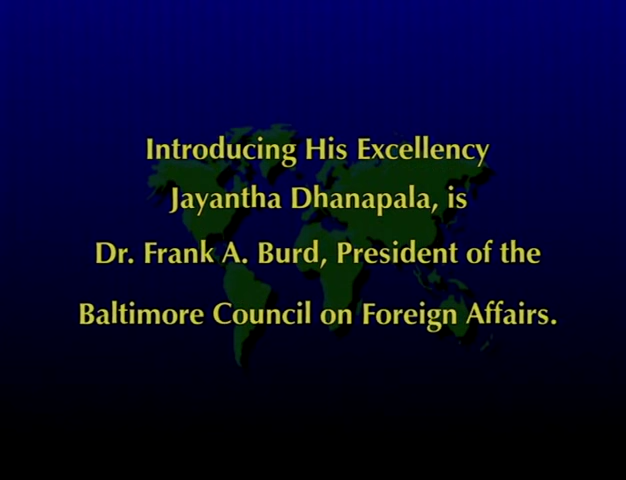 Introducing His Excellency
Jayantha Dhanapala, is
Dr. Frank A. Burd, President of the
Baltimore Council on Foreign Affairs.